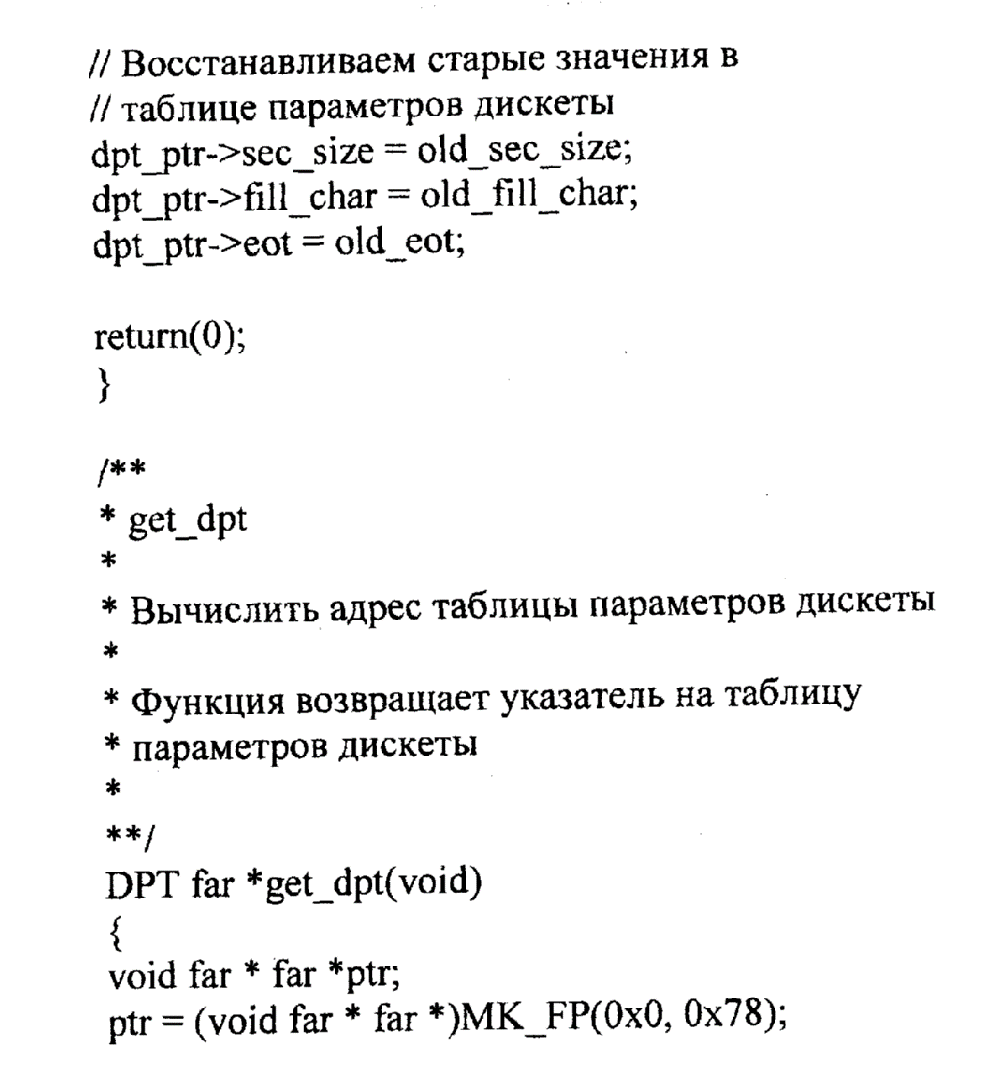 // Восстанавливаем старые значения в
// таблице параметров дискеты
dpt_ptr->sec_size = old_sec_size;
dpt_ptr->fill_char = old_fill_char;
dpt_ptr->eot = old_eot;
return(0);
}
/**
* get_dpt
*
* Вычислить адрес таблицы параметров дискеты
*
* Функция возвращает указатель на таблицу
* параметров дискеты
*
**/
DPT far *get_dpt(void)
{
void far * far *ptr;
ptr = (void far * far *)MK_FP(0x0, 0x78);